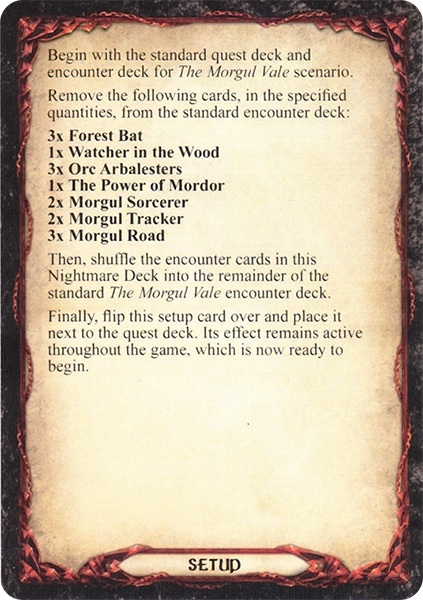 Begin with the standard quest deck and
encounter deck for The Morgul Vale scenario.
Remove the following cards, in the specified
quantities, from the standard encounter deck:
3x Forest Bat
1x Watcher in the Wood
3x Orc Arbalesters
1x The Power of Mordor
2x Morgul Sorcerer
2x Morgul Tracker
3x Morgul Road
Then, shuffle the encounter cards in this
Nightmare Deck into the remainder of the
standard The Morgul Vale encounter deck.
Finally, flip this setup card over and place it
next to the quest deck. Its effect remains active
throughout the game, which is now ready to
begin.
SETUP